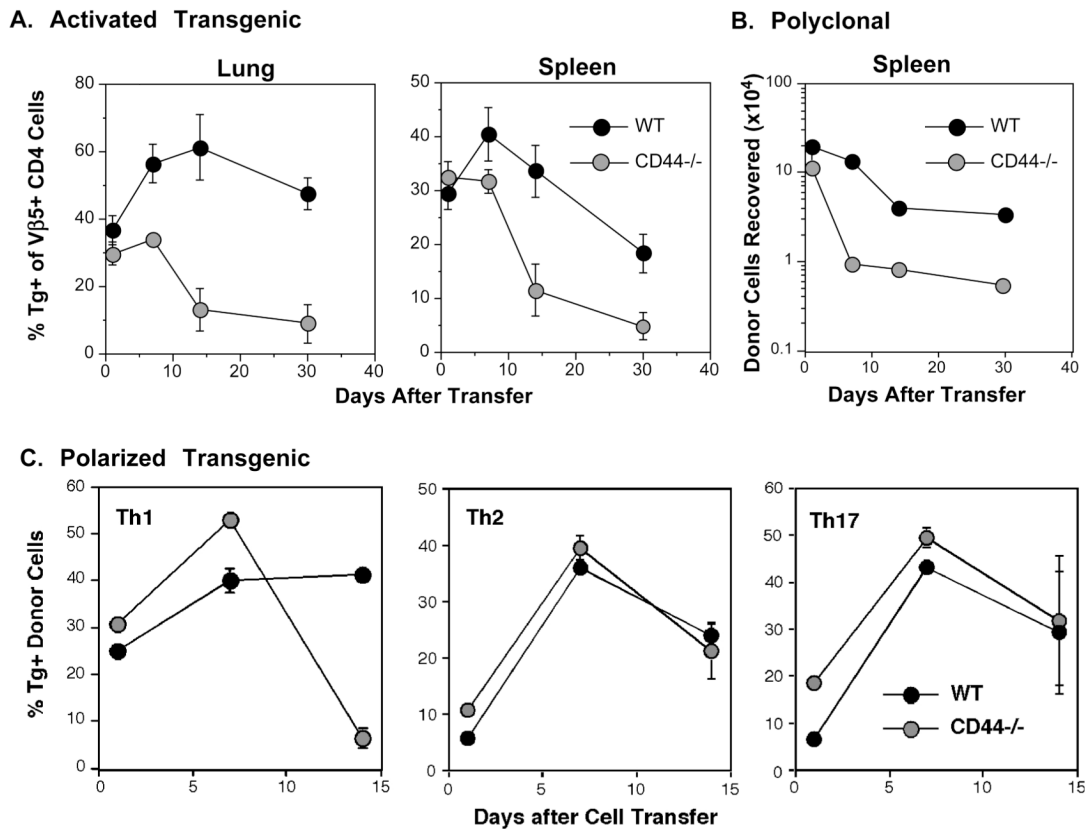 A. Activated Transgenic
B. Polyclonal
Lung
Spleen
Spleen
% Tg+ of Vβ5+ CD4 Cells
80
60
40
20
0
0
10
20
30
40
50
40
30
20
10
0
0
10
20
30
40
WT
CD44-/-
Days After Transfer
Donor Cells Recovered (x10⁴)
100
10
1
0.1
0
10
20
30
40
WT
CD44-/-
Days After Transfer
C. Polarized Transgenic
% Tg+ Donor Cells
Th1
60
50
40
30
20
10
0
0
5
10
15
Th2
50
40
30
20
10
0
0
5
10
15
Th17
60
50
40
30
20
10
0
0
5
10
15
WT
CD44-/-
Days after Cell Transfer